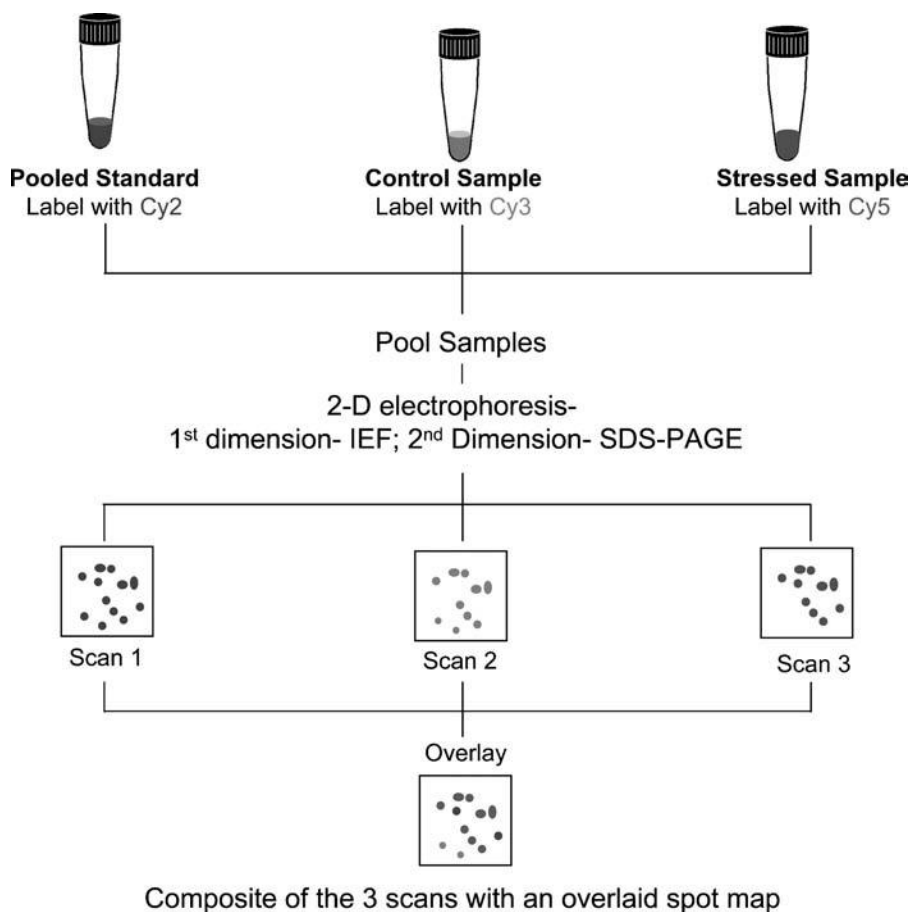 Pooled Standard
Label with Cy2
Control Sample
Label with Cy3
Stressed Sample
Label with Cy5
Pool Samples
2-D electrophoresis-
1st dimension- IEF; 2nd Dimension- SDS-PAGE
Scan 1
Scan 2
Scan 3
Overlay
Composite of the 3 scans with an overlaid spot map